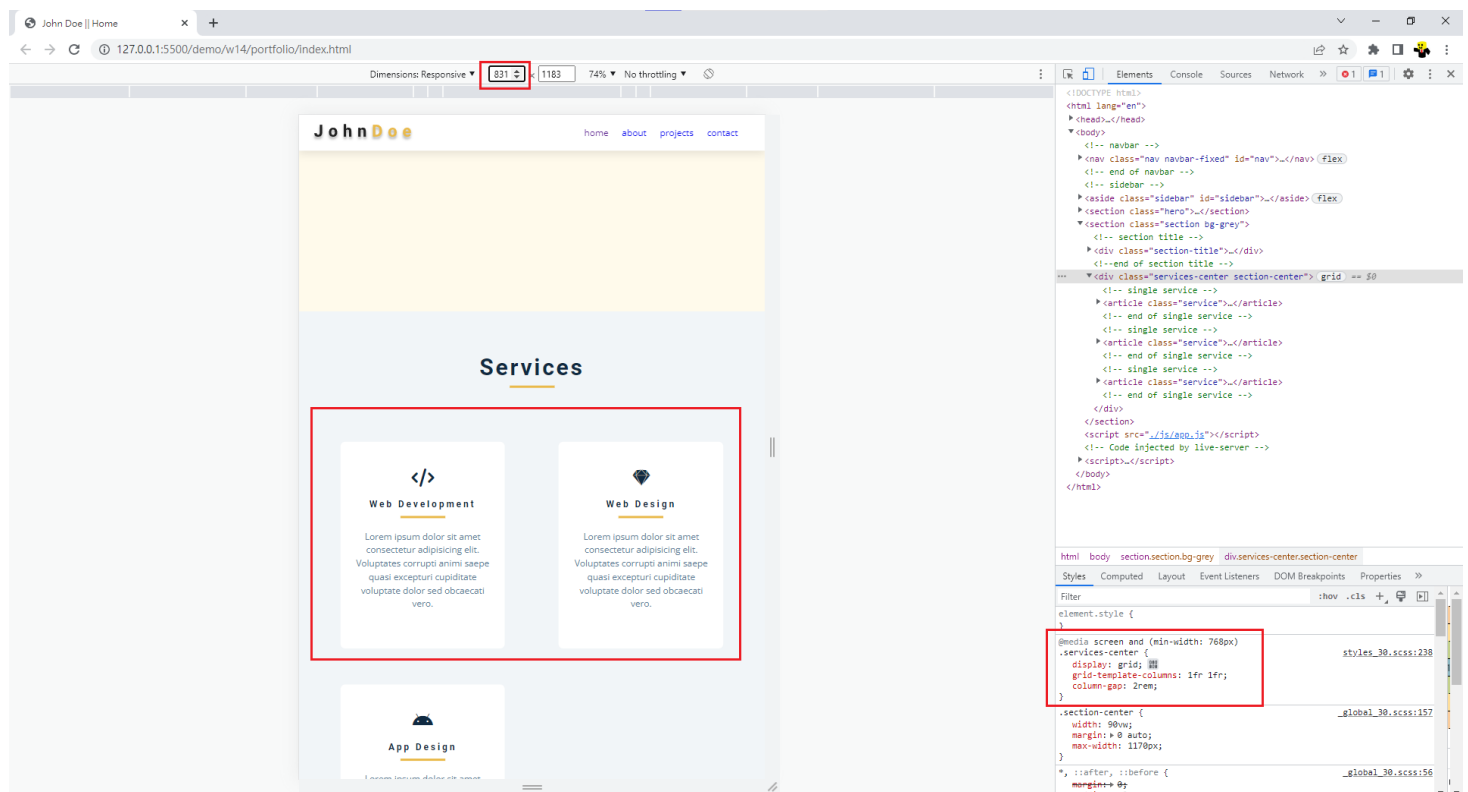 John Doe || Home
127.0.0.1:5500/demo/w14/portfolio/index.html
Dimensions: Responsive ▼ 831 × 1183 74% ▼ No throttling ▼
JohnDoe
home about projects contact
Services
Web Development
Lorem ipsum dolor sit amet
consectetur adipisicing elit.
Voluptates corrupti animi saepe
quasi excepturi cupiditate
voluptate dolor sed obcaecati
vero.
Web Design
Lorem ipsum dolor sit amet
consectetur adipisicing elit.
Voluptates corrupti animi saepe
quasi excepturi cupiditate
voluptate dolor sed obcaecati
vero.
App Design
Lorem ipsum dolor sit amet
Elements Console Sources Network » 1 1
<!DOCTYPE html>
<html lang="en">
<head>…</head>
<body>
<!-- navbar -->
<nav class="nav navbar-fixed" id="nav">…</nav> flex
<!-- end of navbar -->
<!-- sidebar -->
<aside class="sidebar" id="sidebar">…</aside> flex
<section class="hero">…</section>
<section class="section bg-grey">
<!-- section title -->
<div class="section-title">…</div>
<!--end of section title -->
<div class="services-center section-center"> grid == $0
<!-- single service -->
<article class="service">…</article>
<!-- end of single service -->
<!-- single service -->
<article class="service">…</article>
<!-- end of single service -->
<!-- single service -->
<article class="service">…</article>
<!-- end of single service -->
</div>
</section>
<script src="./js/app.js"></script>
<!-- Code injected by live-server -->
<script>…</script>
</body>
</html>
html body section.section.bg-grey div.services-center.section-center
Styles Computed Layout Event Listeners DOM Breakpoints Properties »
Filter :hov .cls +
element.style {
}
@media screen and (min-width: 768px)
.services-center { styles_30.scss:238
display: grid;
grid-template-columns: 1fr 1fr;
column-gap: 2rem;
}
.section-center { _global_30.scss:157
width: 90vw;
margin: 0 auto;
max-width: 1170px;
}
*, ::after, ::before { _global_30.scss:56
margin: 0;